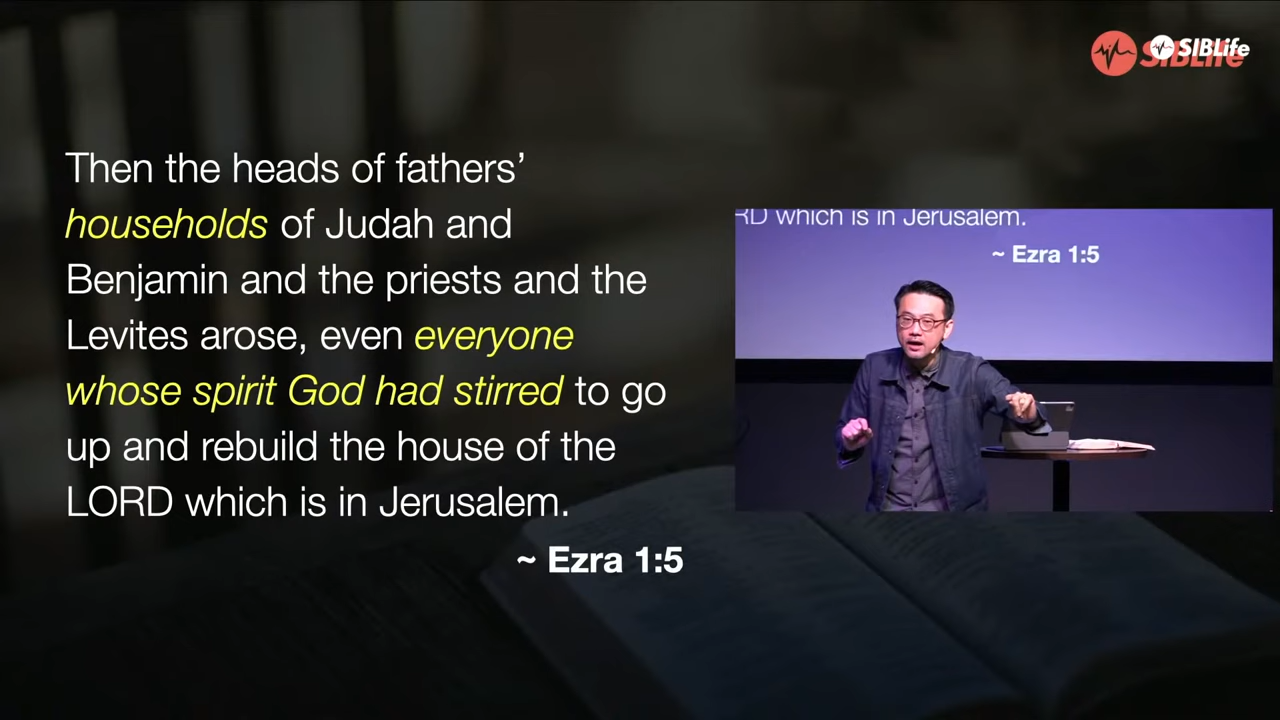 SIBLife
SIBLife
Then the heads of fathers’
households of Judah and
Benjamin and the priests and the
Levites arose, even everyone
whose spirit God had stirred to go
up and rebuild the house of the
LORD which is in Jerusalem.
~ Ezra 1:5
RD which is in Jerusalem.
~ Ezra 1:5